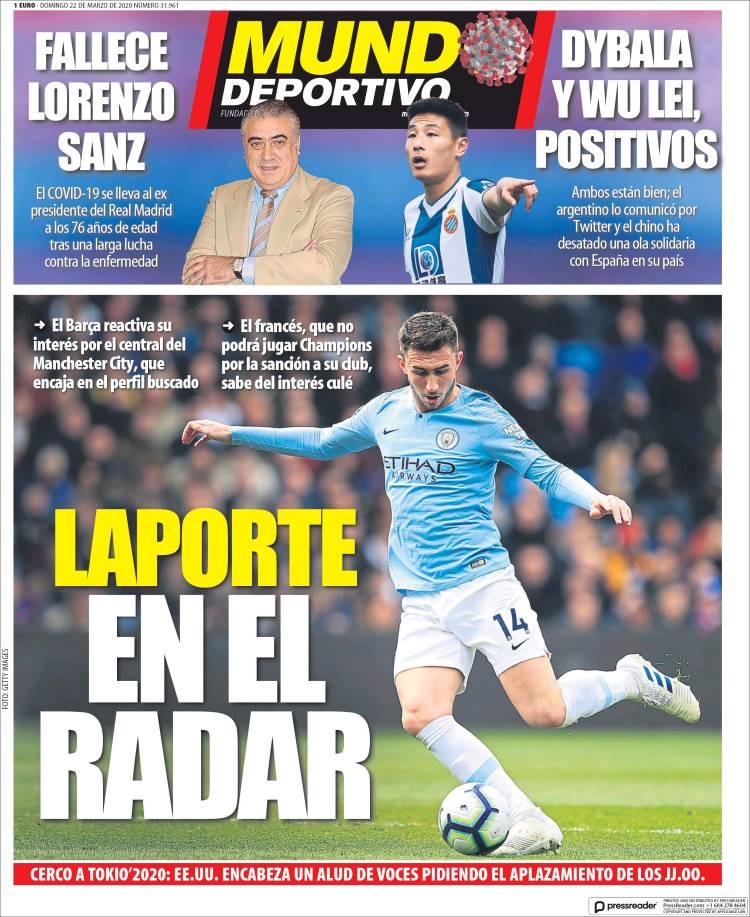 1 EURO · DOMINGO 22 DE MARZO DE 2020 NÚMERO 31.961
FALLECE
LORENZO
SANZ
El COVID-19 se lleva al ex
presidente del Real Madrid
a los 76 años de edad
tras una larga lucha
contra la enfermedad
MUND
DEPORTIVO
DYBALA
Y WU LEI,
POSITIVOS
Ambos están bien; el
argentino lo comunicó por
Twitter y el chino ha
desatado una ola solidaria
con España en su país
→ El Barça reactiva su
interés por el central del
Manchester City, que
encaja en el perfil buscado
→ El francés, que no
podrá jugar Champions
por la sanción a su club,
sabe del interés culé
ETIHAD
AIRWAYS
14
LAPORTE
EN EL
RADAR
FOTO: GETTY IMAGES
CERCO A TOKIO'2020: EE.UU. ENCABEZA UN ALUD DE VOCES PIDIENDO EL APLAZAMIENTO DE LOS JJ.OO.
pressreader
PRINTED AND DISTRIBUTED BY PRESSREADER
PressReader.com +1 604 278 4604
COPYRIGHT AND PROTECTED BY APPLICABLE LAW